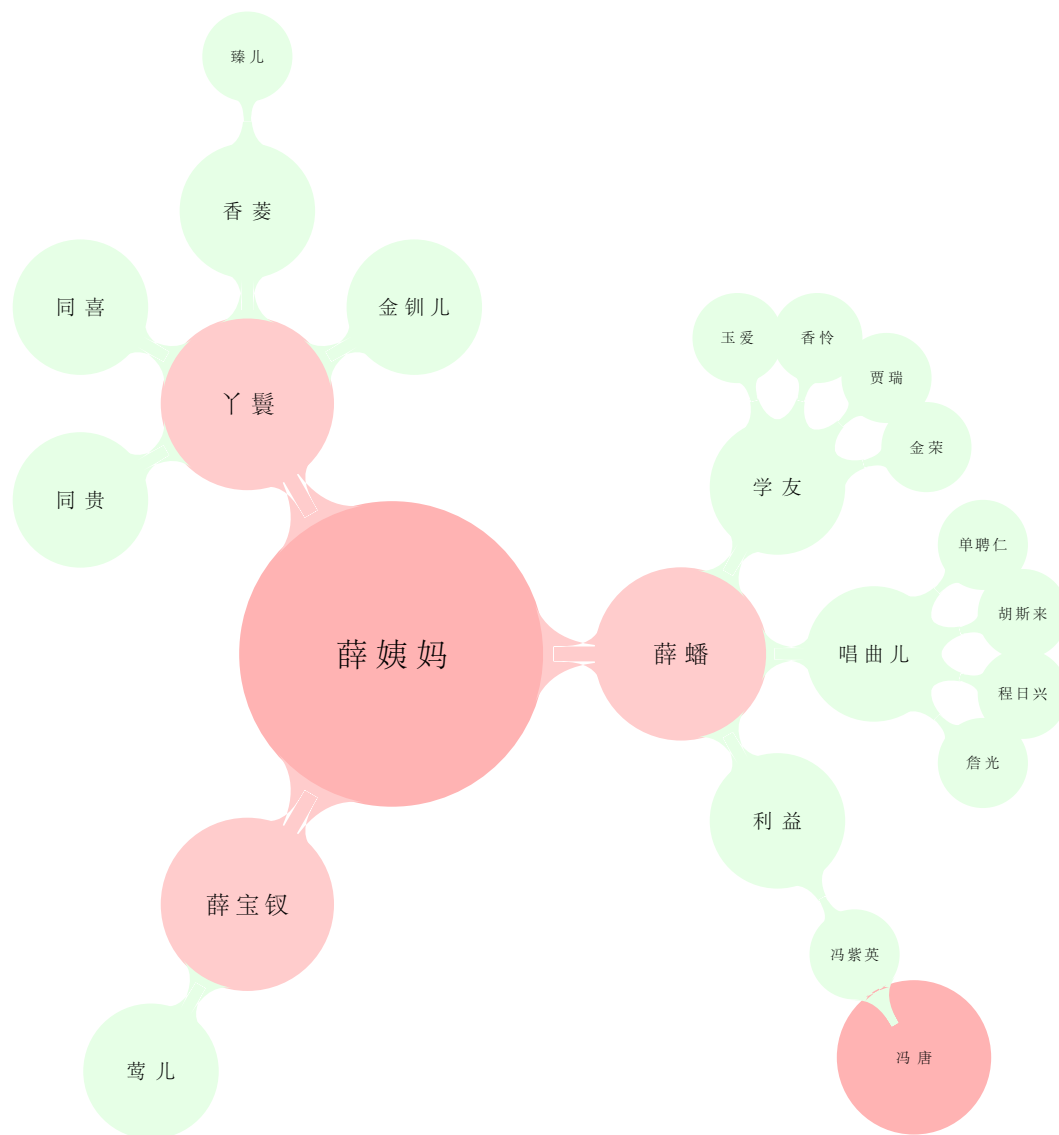 臻儿
香菱
同喜
金钏儿
玉爱
香怜
贾瑞
丫鬟
金荣
学友
同贵
单聘仁
胡斯来
薛姨妈
薛蟠
唱曲儿
程日兴
詹光
利益
薛宝钗
冯紫英
冯唐
莺儿